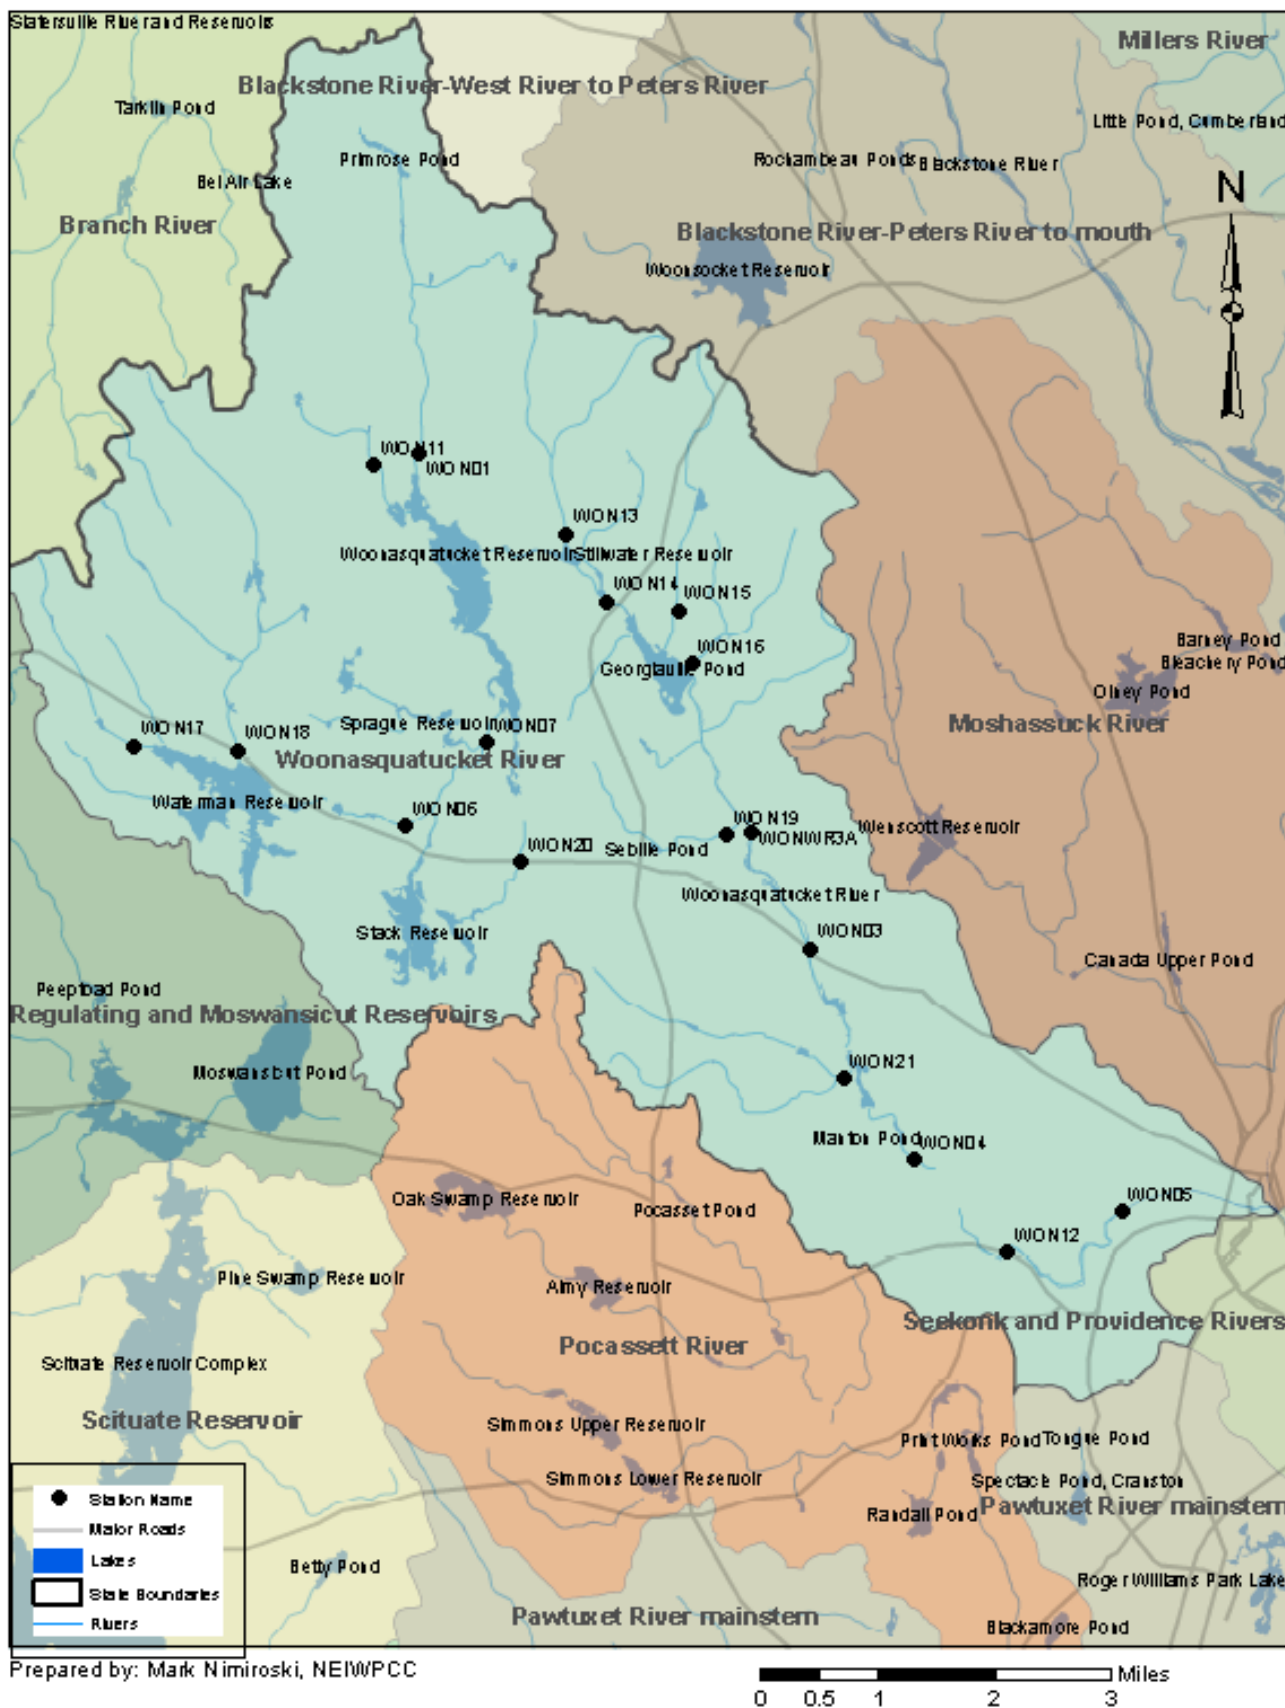 Slatersville River and Reservoirs
Millers River
Blackstone River-West River to Peters River
Tarklin Pond
Little Pond, Cumberland
Primrose Pond
Rochambeau Ponds
Blackstone River
Bel Air Lake
N
Branch River
Blackstone River-Peters River to mouth
Woonsocket Reservoir
WON11
WON01
WON13
Woonasquatucket Reservoir
Stillwater Reservoir
WON14
WON15
Barney Pond
WON16
Bleachery Pond
Georgiaville Pond
Olney Pond
Sprague Reservoir
WON07
Moshassuck River
WON17
WON18
Woonasquatucket River
Waterman Reservoir
WON06
WON19
Wenscott Reservoir
WONWR3A
WON20
Sebille Pond
Woonasquatucket River
Stack Reservoir
WON03
Canada Upper Pond
Peeptoad Pond
Regulating and Moswansicut Reservoirs
WON21
Moswansicut Pond
Manton Pond
WON04
Oak Swamp Reservoir
Pocasset Pond
WON05
WON12
Pine Swamp Reservoir
Almy Reservoir
Seekonk and Providence Rivers
Pocassett River
Scituate Reservoir Complex
Scituate Reservoir
Simmons Upper Reservoir
Print Works Pond
Tongue Pond
Simmons Lower Reservoir
Spectacle Pond, Cranston
Randall Pond
Pawtuxet River mainstem
Station Name
Major Roads
Lakes
State Boundaries
Rivers
Betty Pond
Roger Williams Park Lake
Pawtuxet River mainstem
Blackamore Pond
Prepared by: Mark Nimiroski, NEIWPCC
Miles
0 0.5 1 2 3